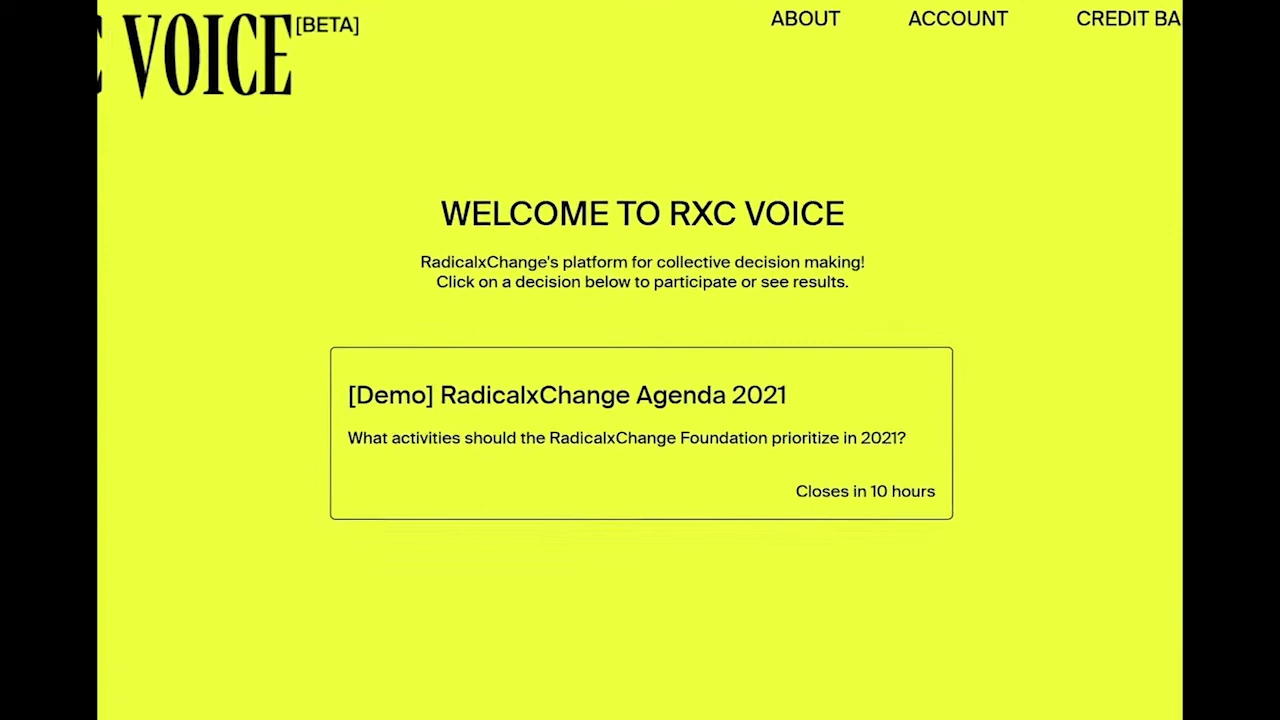 VOICE [BETA]
ABOUT ACCOUNT CREDIT BA
WELCOME TO RXC VOICE
RadicalxChange's platform for collective decision making!
Click on a decision below to participate or see results.
[Demo] RadicalxChange Agenda 2021
What activities should the RadicalxChange Foundation prioritize in 2021?
Closes in 10 hours